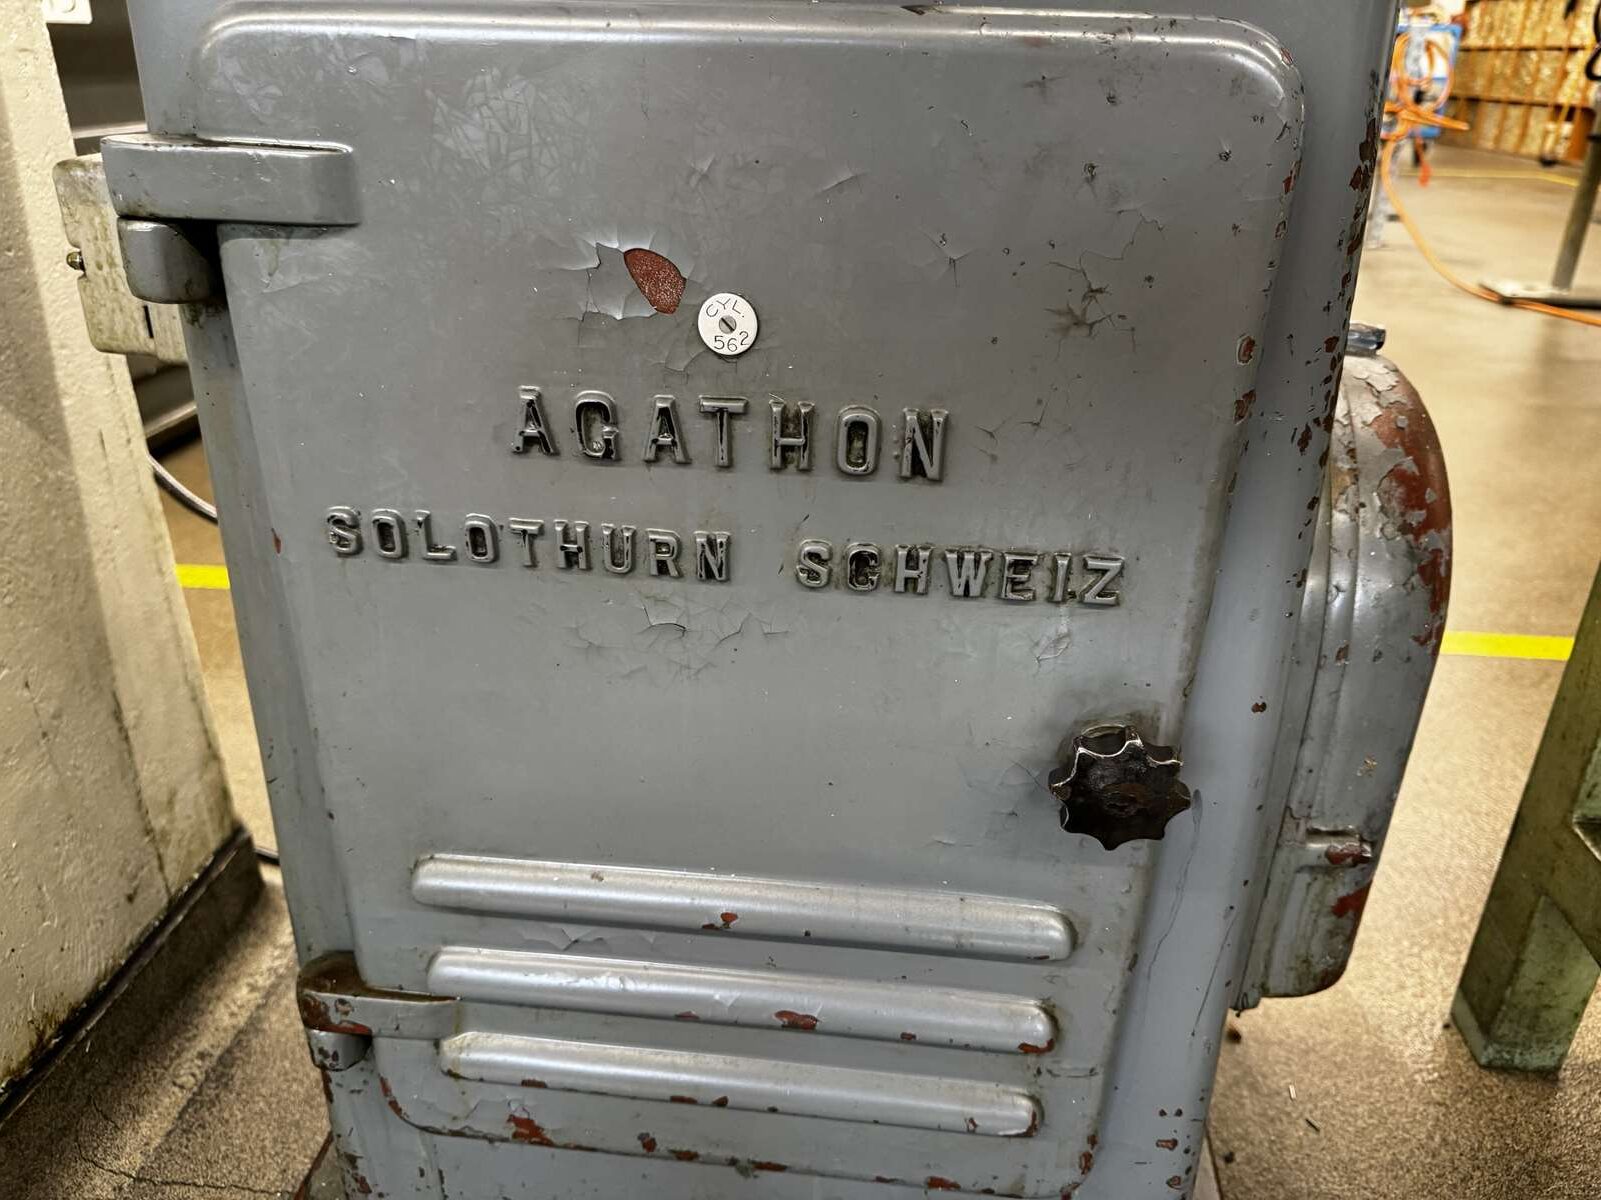 CYL.
562
AGATHON
SOLOTHURN SCHWEIZ